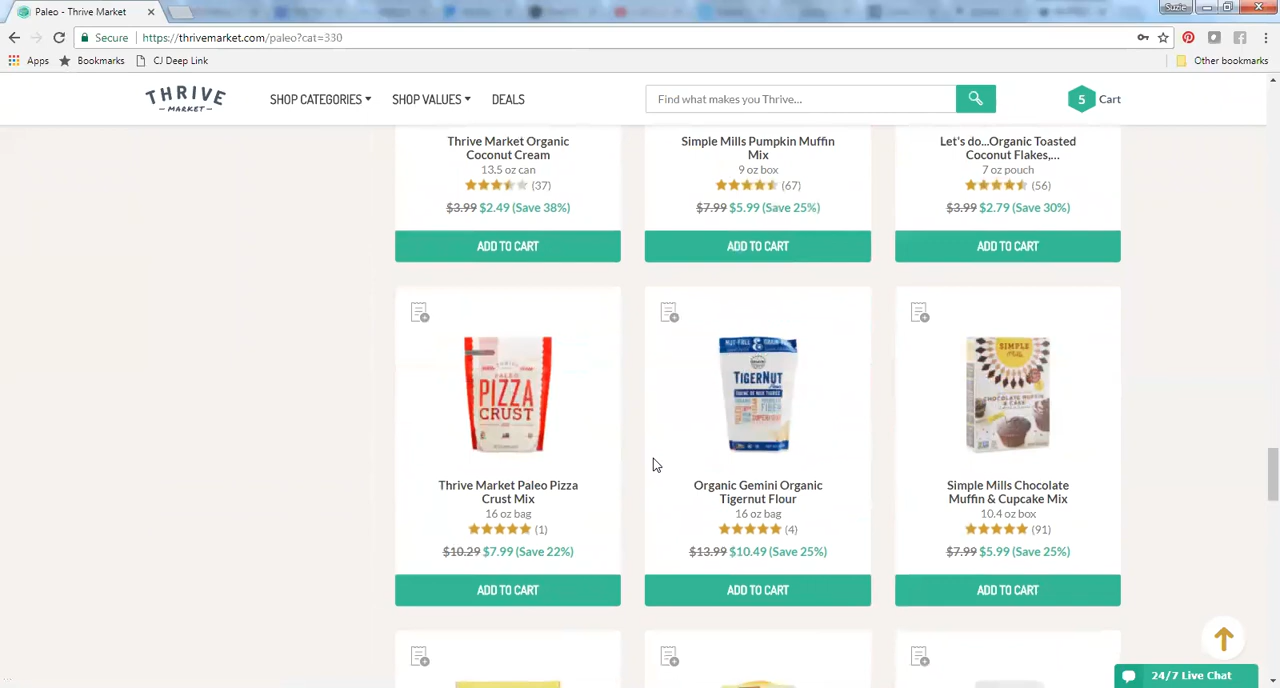 Paleo - Thrive Market
Suzie
Secure
https://thrivemarket.com/paleo?cat=330
Apps
Bookmarks
CJ Deep Link
Other bookmarks
THRIVE
MARKET
SHOP CATEGORIES
SHOP VALUES
DEALS
Find what makes you Thrive...
5
Cart
Thrive Market Organic
Coconut Cream
13.5 oz can
(37)
$3.99 $2.49 (Save 38%)
ADD TO CART
Simple Mills Pumpkin Muffin
Mix
9 oz box
(67)
$7.99 $5.99 (Save 25%)
ADD TO CART
Let's do...Organic Toasted
Coconut Flakes,...
7 oz pouch
(56)
$3.99 $2.79 (Save 30%)
ADD TO CART
THRIVE
PALEO
PIZZA
CRUST
Thrive Market Paleo Pizza
Crust Mix
16 oz bag
(1)
$10.29 $7.99 (Save 22%)
ADD TO CART
TIGERNUT
FIBER
Organic Gemini Organic
Tigernut Flour
16 oz bag
(4)
$13.99 $10.49 (Save 25%)
ADD TO CART
SIMPLE
Mills
CHOCOLATE
MUFFIN & CAKE
Simple Mills Chocolate
Muffin & Cupcake Mix
10.4 oz box
(91)
$7.99 $5.99 (Save 25%)
ADD TO CART
24/7 Live Chat